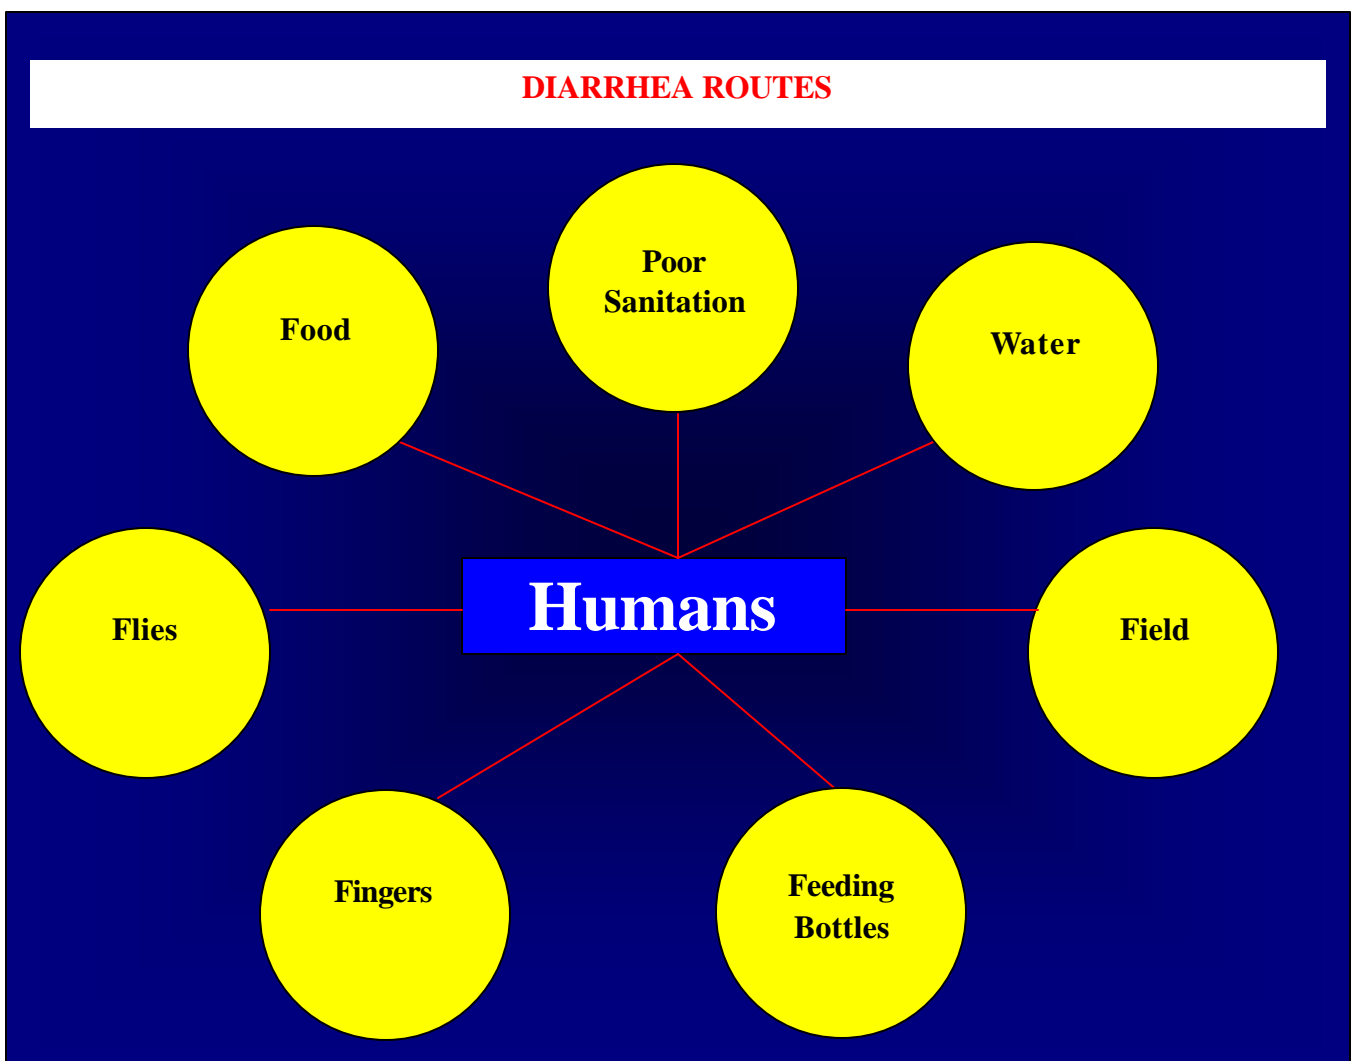 DIARRHEA ROUTES
Poor
Sanitation
Food
Water
Humans
Flies
Field
Fingers
Feeding
Bottles